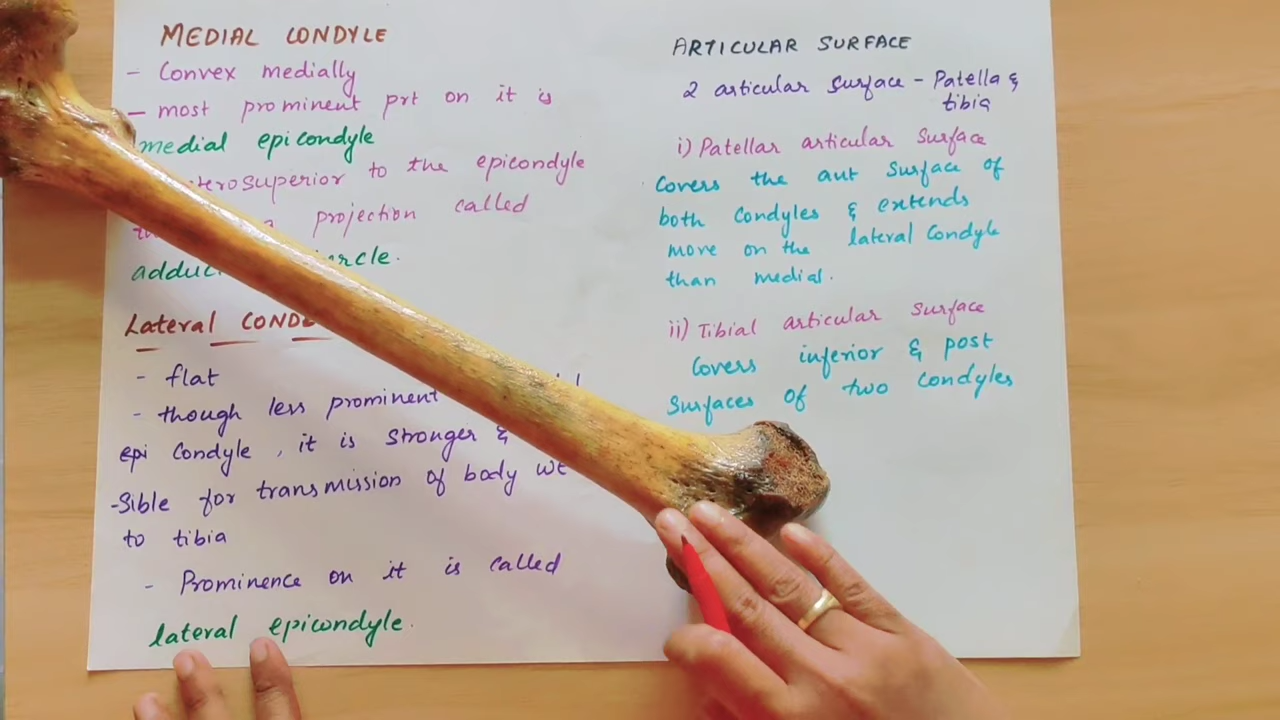 MEDIAL CONDYLE
- Convex medially
- most prominent prt on it is
medial epicondyle
terosuperior to the epicondyle
projection called
adduc rcle.
Lateral COND
- flat
- though less prominent
epi Condyle, it is stronger &
-sible for transmission of body wt
to tibia
- Prominence on it is called
lateral epicondyle.
ARTICULAR SURFACE
2 articular surface - Patella &
tibia
i) Patellar articular surface
Covers the ant surface of
both Condyles & extends
more on the lateral Condyle
than medial.
ii) Tibial articular surface
Covers inferior & post
surfaces of two condyles